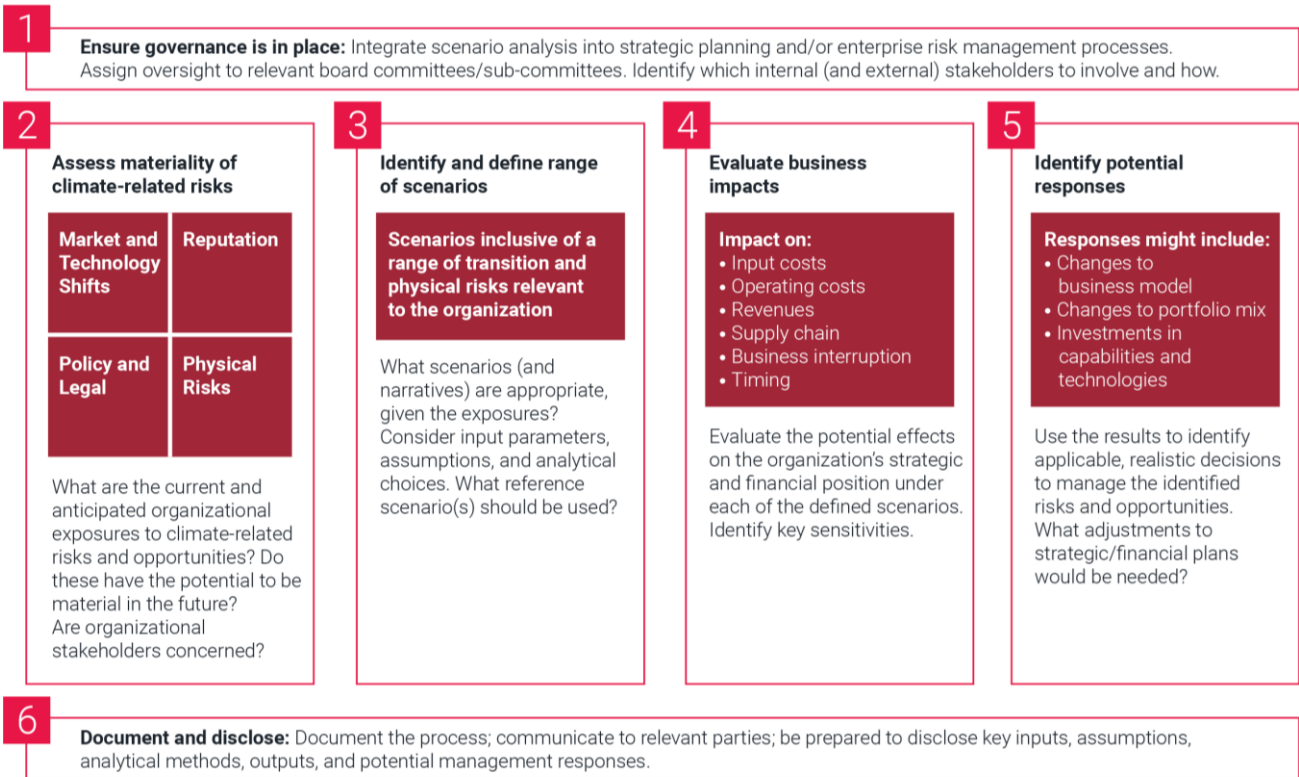 1
Ensure governance is in place: Integrate scenario analysis into strategic planning and/or enterprise risk management processes.
Assign oversight to relevant board committees/sub-committees. Identify which internal (and external) stakeholders to involve and how.
2
Assess materiality of
climate-related risks
Market and
Technology
Shifts
Reputation
Policy and
Legal
Physical
Risks
What are the current and
anticipated organizational
exposures to climate-related
risks and opportunities? Do
these have the potential to be
material in the future?
Are organizational
stakeholders concerned?
3
Identify and define range
of scenarios
Scenarios inclusive of a
range of transition and
physical risks relevant
to the organization
What scenarios (and
narratives) are appropriate,
given the exposures?
Consider input parameters,
assumptions, and analytical
choices. What reference
scenario(s) should be used?
4
Evaluate business
impacts
Impact on:
• Input costs
• Operating costs
• Revenues
• Supply chain
• Business interruption
• Timing
Evaluate the potential effects
on the organization's strategic
and financial position under
each of the defined scenarios.
Identify key sensitivities.
5
Identify potential
responses
Responses might include:
• Changes to
business model
• Changes to portfolio mix
• Investments in
capabilities and
technologies
Use the results to identify
applicable, realistic decisions
to manage the identified
risks and opportunities.
What adjustments to
strategic/financial plans
would be needed?
6
Document and disclose: Document the process; communicate to relevant parties; be prepared to disclose key inputs, assumptions,
analytical methods, outputs, and potential management responses.